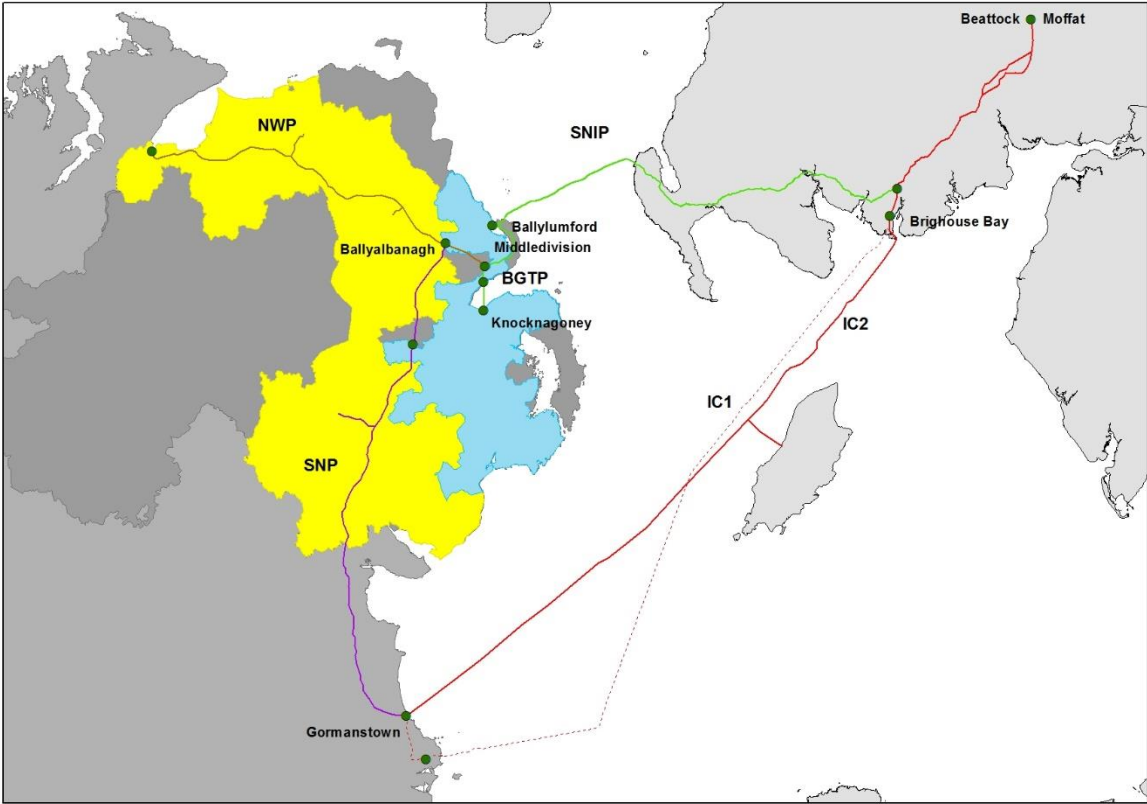 Beattock
Moffat
NWP
SNIP
Ballylumford
Brighouse Bay
Middledivision
Ballyalbanagh
BGTP
Knocknagoney
IC2
IC1
SNP
Gormanstown